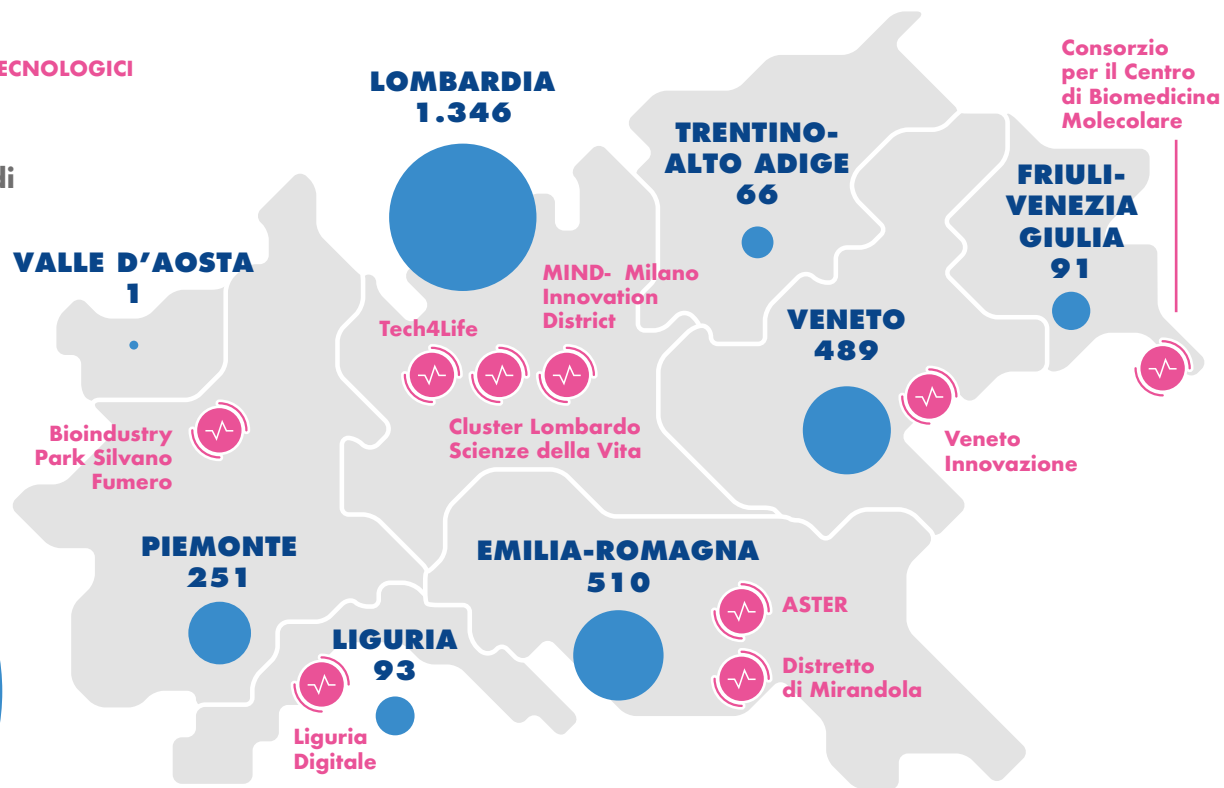 LOMBARDIA
1.346
TRENTINO-
ALTO ADIGE
66
Consorzio
per il Centro
di Biomedicina
Molecolare
FRIULI-
VENEZIA
GIULIA
91
di
VALLE D'AOSTA
1
MIND- Milano
Innovation
District
Tech4Life
Cluster Lombardo
Scienze della Vita
VENETO
489
Veneto
Innovazione
Bioindustry
Park Silvano
Fumero
PIEMONTE
251
EMILIA-ROMAGNA
510
ASTER
Distretto
di Mirandola
LIGURIA
93
Liguria
Digitale